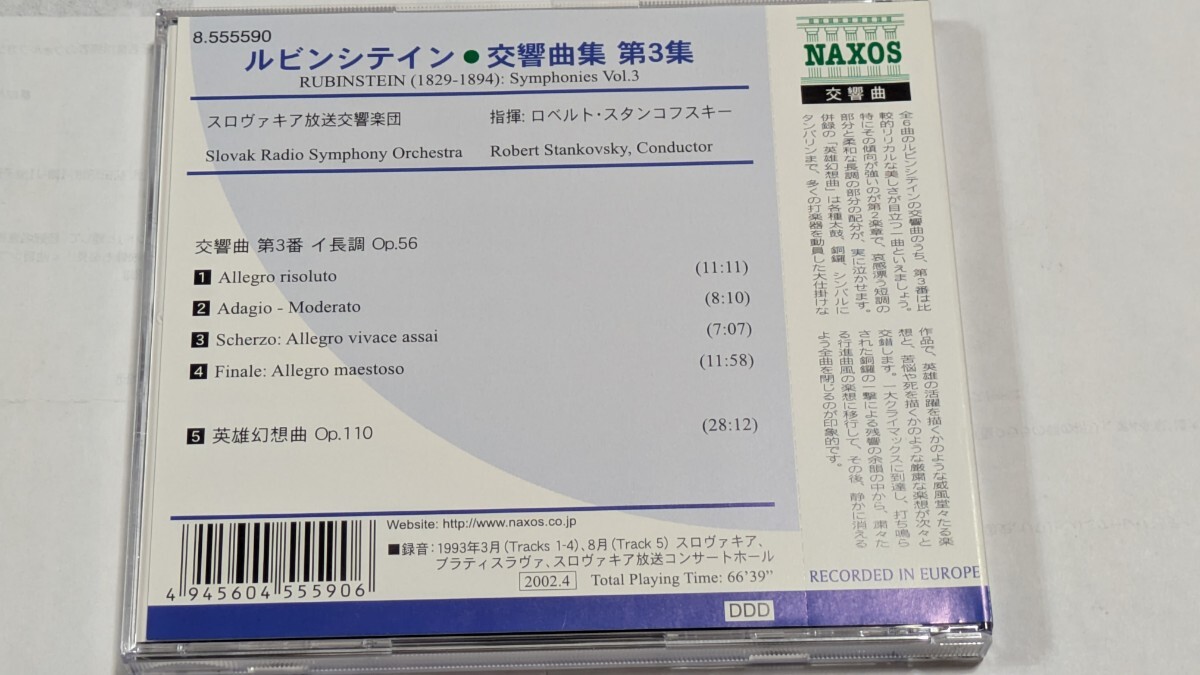 8.555590
ルビンシテイン●交響曲集 第3集
RUBINSTEIN (1829-1894): Symphonies Vol.3
スロヴァキア放送交響楽団
指揮: ロベルト・スタンコフスキー
Slovak Radio Symphony Orchestra
Robert Stankovsky, Conductor
交響曲 第3番 イ長調 Op.56
1 Allegro risoluto (11:11)
2 Adagio - Moderato (8:10)
3 Scherzo: Allegro vivace assai (7:07)
4 Finale: Allegro maestoso (11:58)
5 英雄幻想曲 Op.110 (28:12)
Website: http://www.naxos.co.jp
■録音:1993年3月(Tracks 1-4)、8月(Track 5) スロヴァキア、
ブラティスラヴァ、スロヴァキア放送コンサートホール
2002.4 Total Playing Time: 66'39”
4 945604 555906
DDD
NAXOS
交響曲
全6曲のルビンシテインの交響曲のうち、第3番は比
較的リリカルな美しさが目立つ一曲といえましょう。
特にその傾向が強いのが第2楽章で、哀感漂う短調の
部分と柔和な長調の部分の配分が、実に泣かせます。
併録の「英雄幻想曲」は各種太鼓、銅鑼、シンバルに
タンバリンまで、多くの打楽器を動員した大仕掛けな
作品で、英雄の活躍を描くかのような威風堂々たる楽
想と、苦悩や死を描くかのような厳粛な楽想が次々と
交錯します。一大クライマックスに到達し、打ち鳴ら
された銅鑼の一撃による残響の余韻の中から、粛々た
る行進曲風の楽想に移行して、その後、静かに消える
よう全曲を閉じるのが印象的です。
RECORDED IN EUROPE